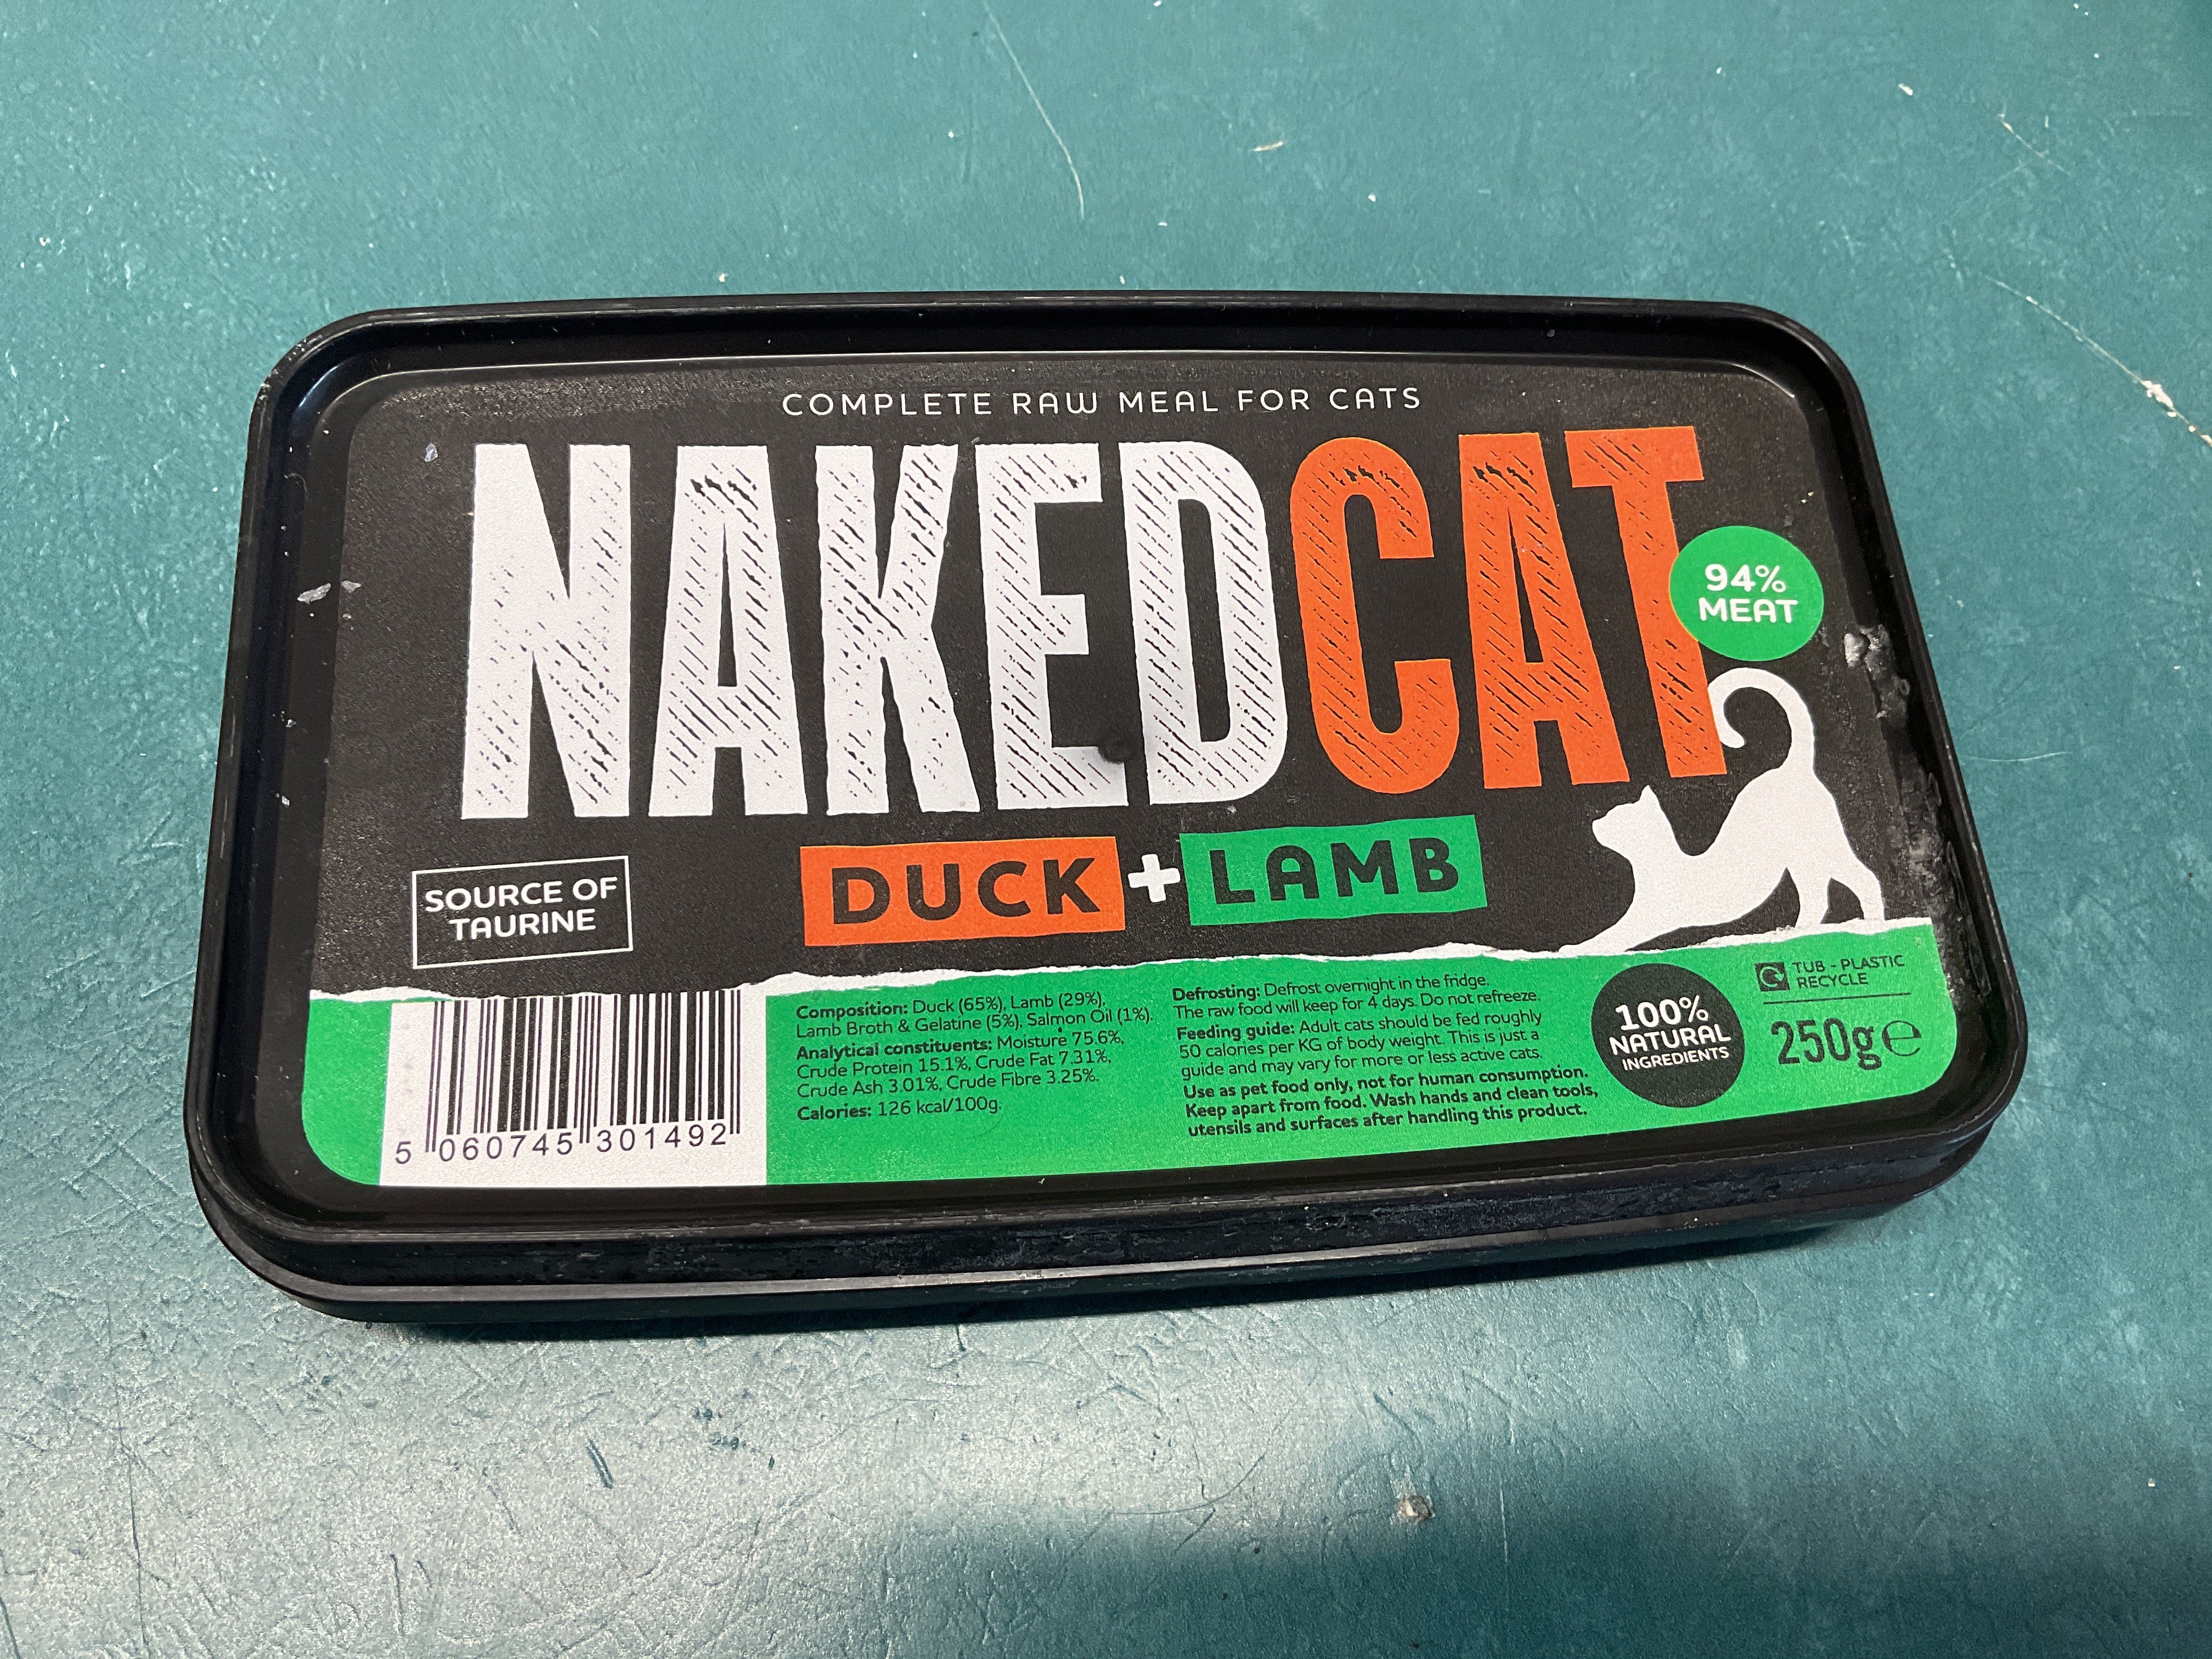 COMPLETE RAW MEAL FOR CATS
NAKEDCAT
94%
MEAT
DUCK + LAMB
SOURCE OF
TAURINE
5 060745 301492
Composition: Duck (65%), Lamb (29%),
Lamb Broth & Gelatine (5%), Salmon Oil (1%).
Analytical constituents: Moisture 75.6%,
Crude Protein 15.1%, Crude Fat 7.31%,
Crude Ash 3.01%, Crude Fibre 3.25%.
Calories: 126 kcal/100g.
Defrosting: Defrost overnight in the fridge.
The raw food will keep for 4 days. Do not refreeze.
Feeding guide: Adult cats should be fed roughly
50 calories per KG of body weight. This is just a
guide and may vary for more or less active cats.
Use as pet food only, not for human consumption.
Keep apart from food. Wash hands and clean tools,
utensils and surfaces after handling this product.
100%
NATURAL
INGREDIENTS
TUB - PLASTIC
RECYCLE
250g℮